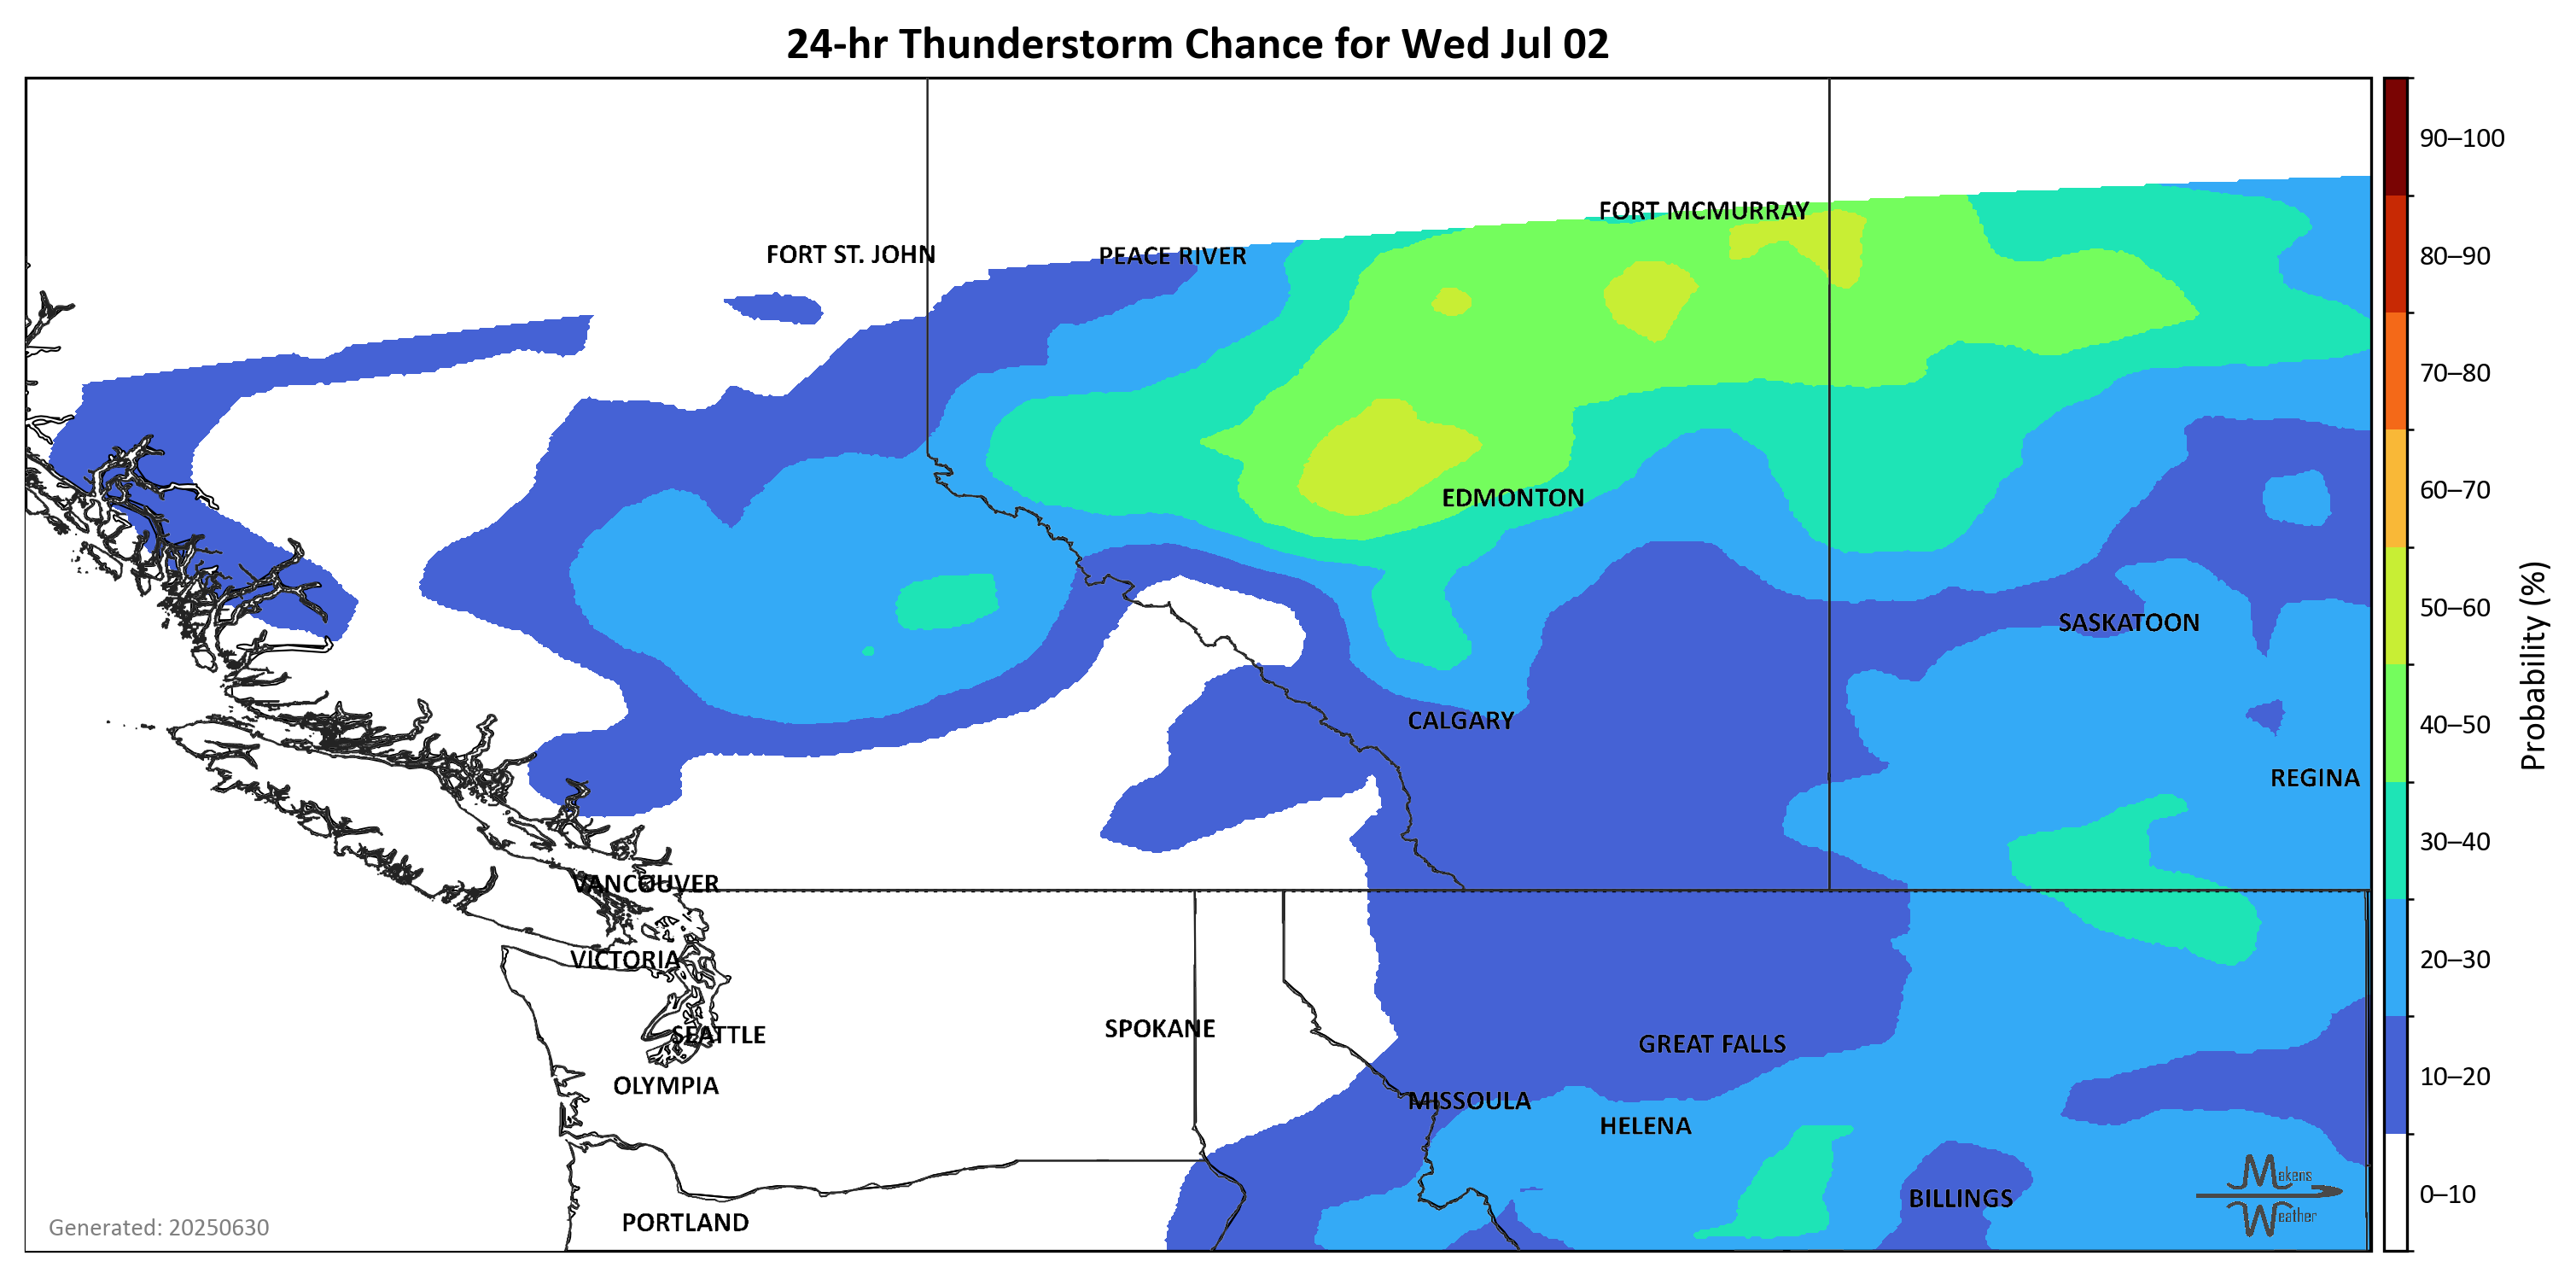 24-hr Thunderstorm Chance for Wed Jul 02
90–100
FORT MCMURRAY
FORT ST. JOHN
PEACE RIVER
80–90
70–80
EDMONTON
60–70
SASKATOON
50–60
CALGARY
40–50
Probability (%)
REGINA
30–40
VANCOUVER
VICTORIA
20–30
SEATTLE
SPOKANE
GREAT FALLS
OLYMPIA
10–20
MISSOULA
HELENA
Makens
Weather
BILLINGS
0–10
PORTLAND
Generated: 20250630